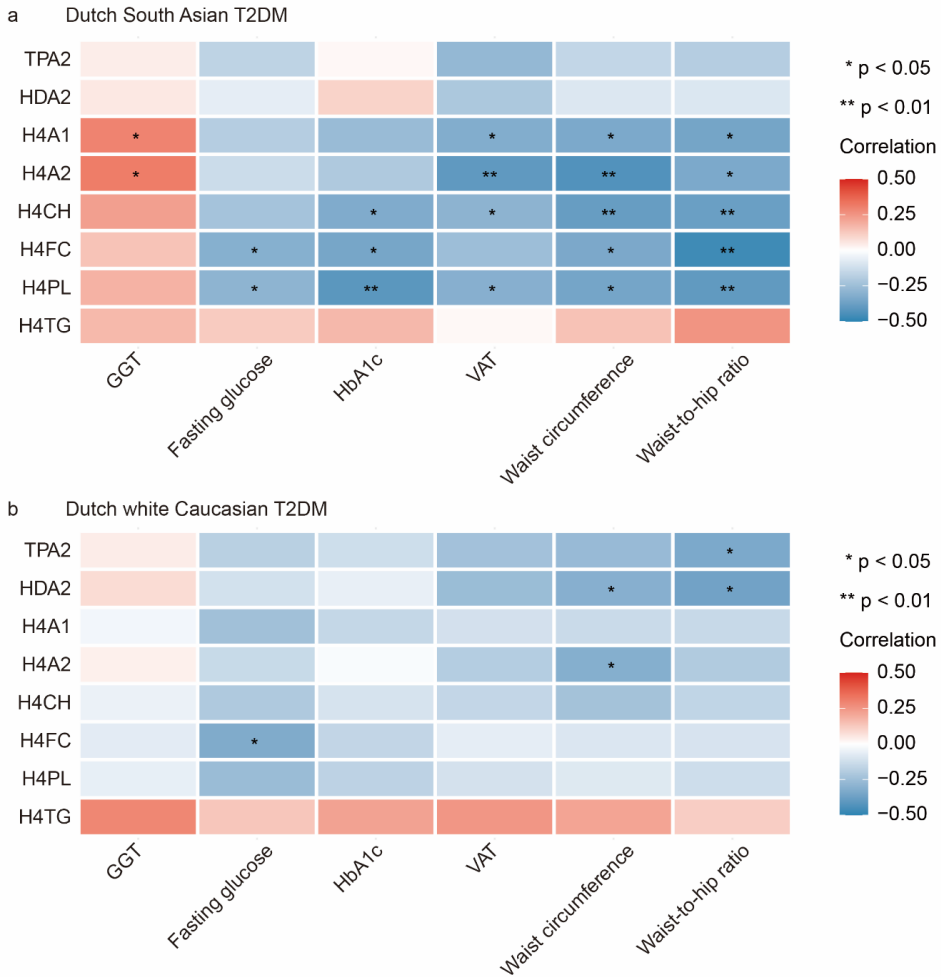 a Dutch South Asian T2DM
TPA2
HDA2
H4A1 * * * *
H4A2 * ** ** *
H4CH * * ** **
H4FC * * * **
H4PL * ** * * **
H4TG
GGT
Fasting glucose
HbA1c
VAT
Waist circumference
Waist-to-hip ratio
* p < 0.05
** p < 0.01
Correlation
0.50
0.25
0.00
−0.25
−0.50
b Dutch white Caucasian T2DM
TPA2 *
HDA2 * *
H4A1
H4A2 *
H4CH
H4FC *
H4PL
H4TG
GGT
Fasting glucose
HbA1c
VAT
Waist circumference
Waist-to-hip ratio
* p < 0.05
** p < 0.01
Correlation
0.50
0.25
0.00
−0.25
−0.50